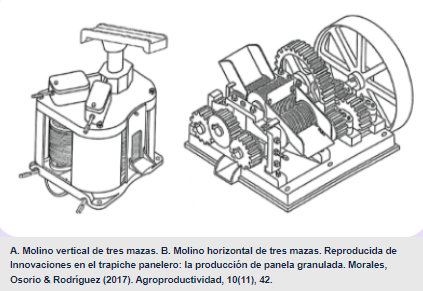 A. Molino vertical de tres mazas. B. Molino horizontal de tres mazas. Reproducida de
Innovaciones en el trapiche panelero: la producción de panela granulada. Morales,
Osorio & Rodríguez (2017). Agroproductividad, 10(11), 42.